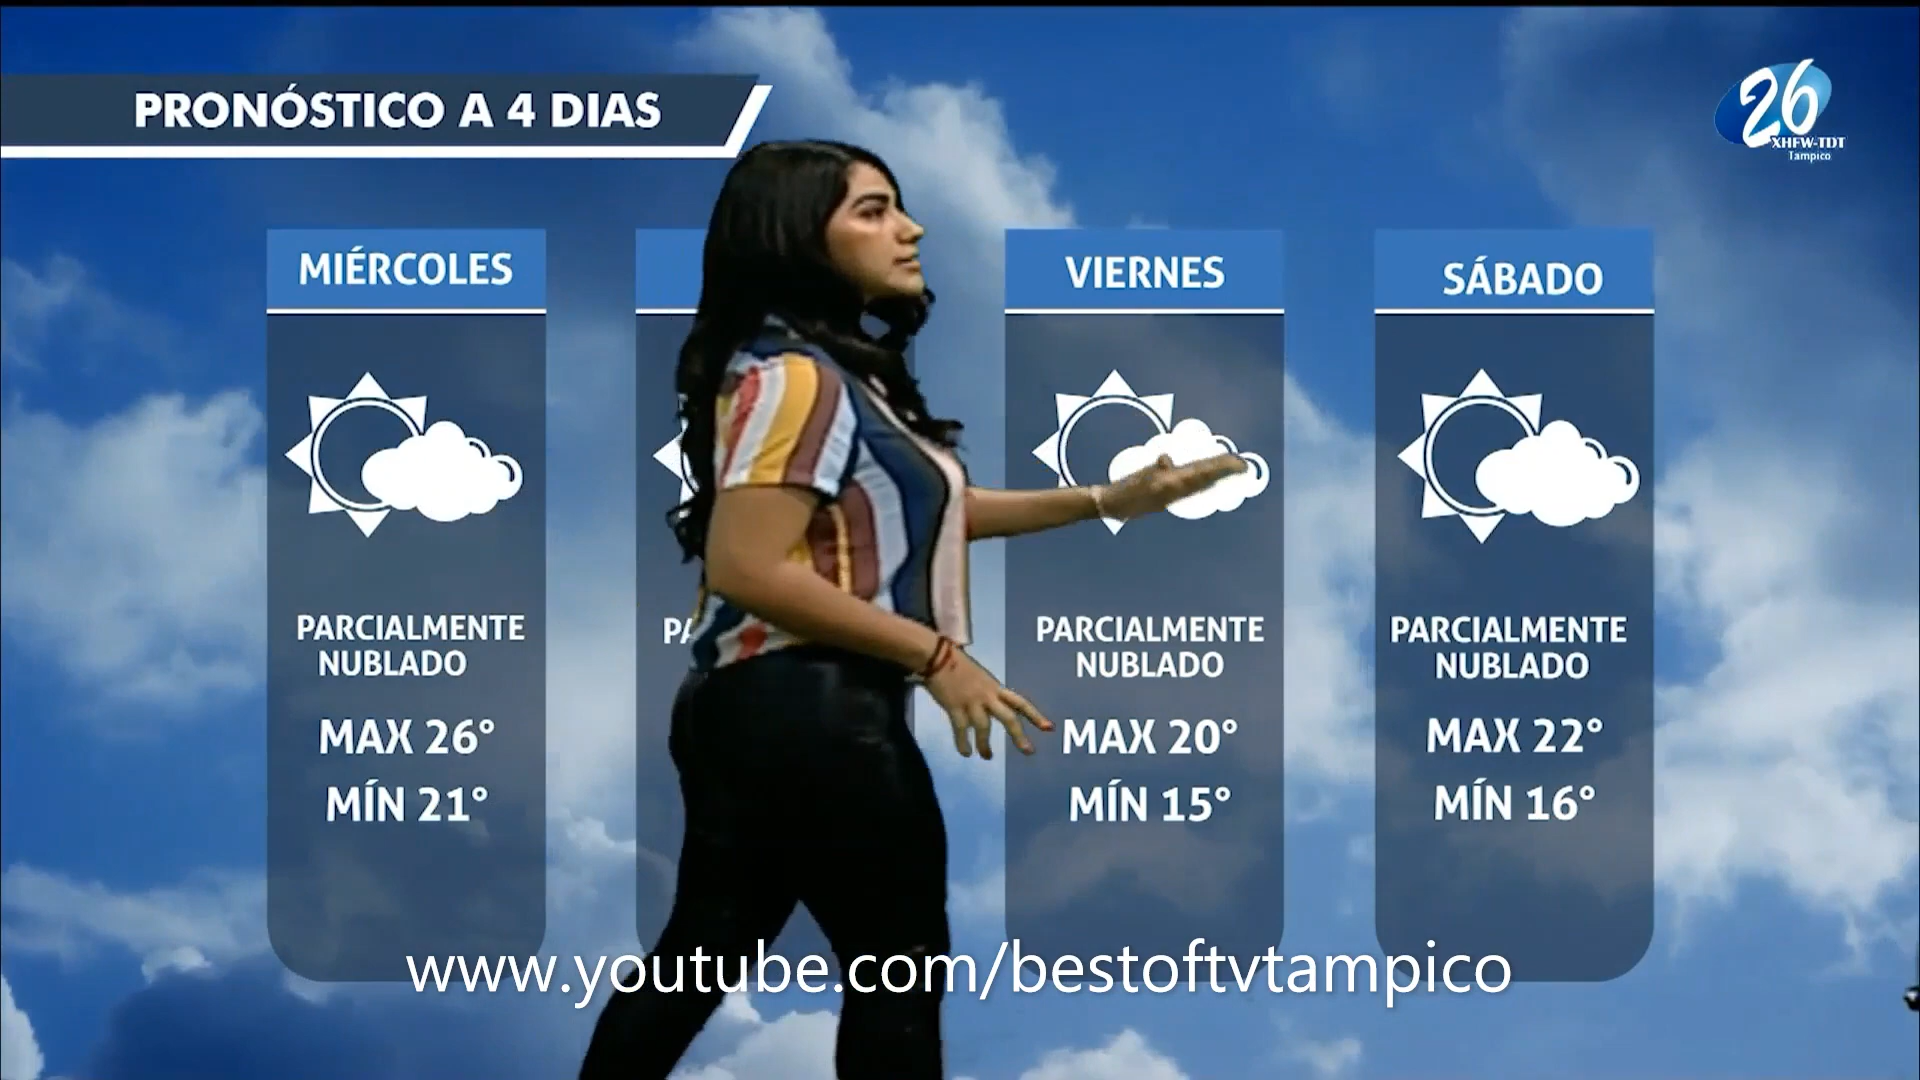 PRONÓSTICO A 4 DIAS
26
XHFW-TDT
Tampico
MIÉRCOLES
PARCIALMENTE
NUBLADO
MAX 26°
MÍN 21°
VIERNES
PARCIALMENTE
NUBLADO
MAX 20°
MÍN 15°
SÁBADO
PARCIALMENTE
NUBLADO
MAX 22°
MÍN 16°
www.youtube.com/bestoftvtampico